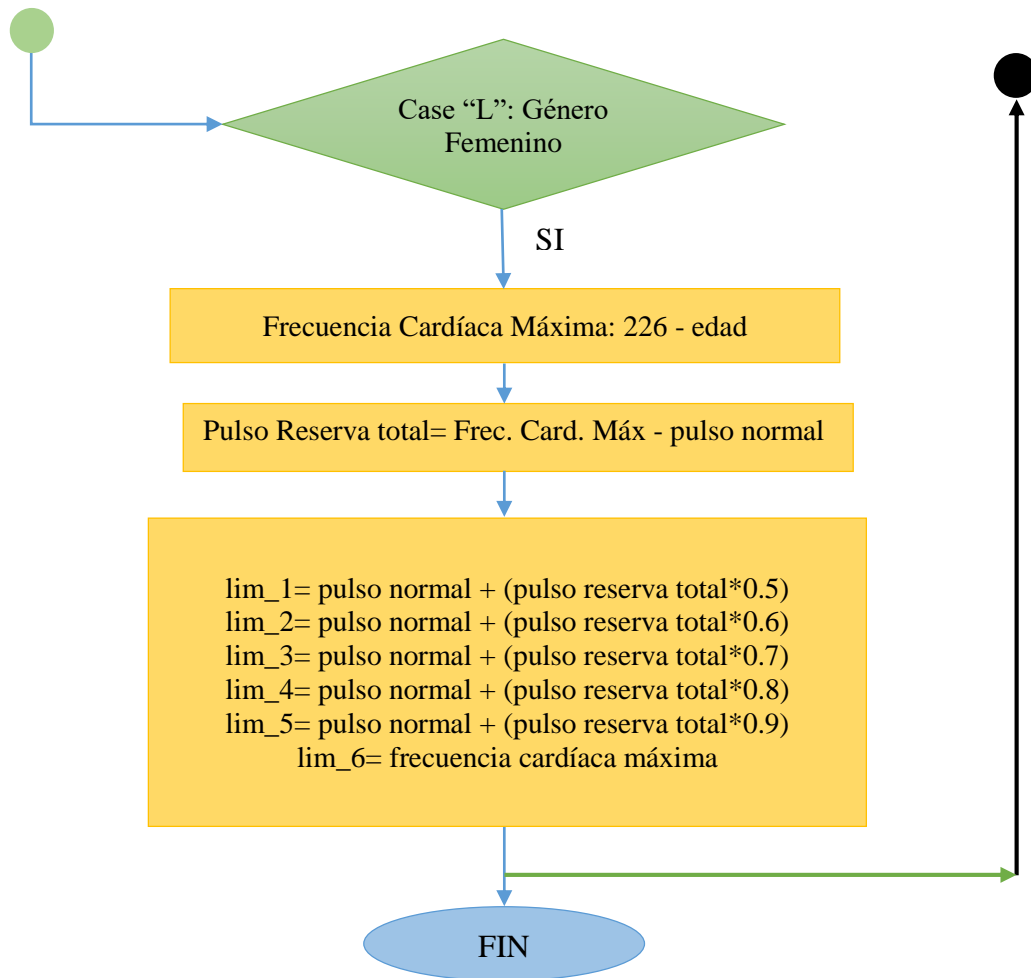 Case “L”: Género
Femenino
SI
Frecuencia Cardíaca Máxima: 226 - edad
Pulso Reserva total= Frec. Card. Máx - pulso normal
lim_1= pulso normal + (pulso reserva total*0.5)
lim_2= pulso normal + (pulso reserva total*0.6)
lim_3= pulso normal + (pulso reserva total*0.7)
lim_4= pulso normal + (pulso reserva total*0.8)
lim_5= pulso normal + (pulso reserva total*0.9)
lim_6= frecuencia cardíaca máxima
FIN